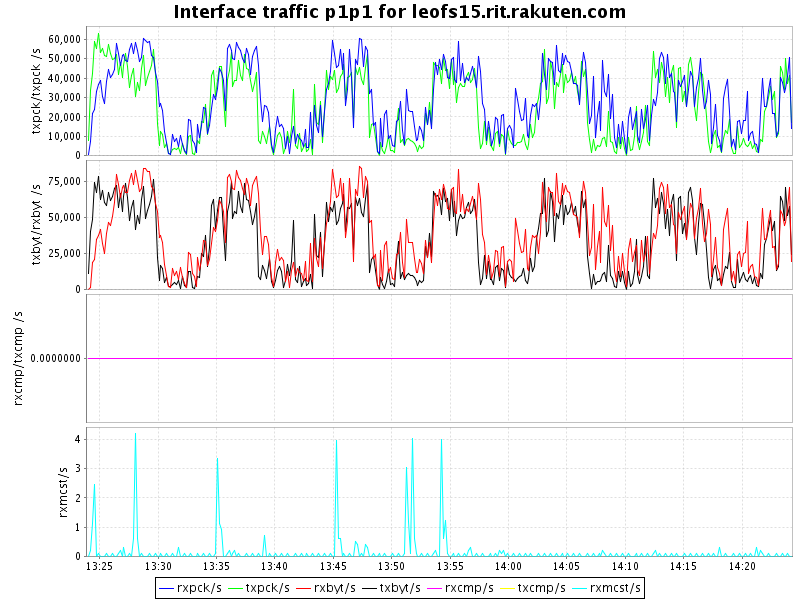 Interface traffic p1p1 for leofs15.rit.rakuten.com
txpck/txpck /s
60,000
50,000
40,000
30,000
20,000
10,000
0
txbyt/rxbyt /s
75,000
50,000
25,000
0
rxcmp/txcmp /s
0.0000000
rxmcst/s
4
3
2
1
0
13:25 13:30 13:35 13:40 13:45 13:50 13:55 14:00 14:05 14:10 14:15 14:20
rxpck/s txpck/s rxbyt/s txbyt/s rxcmp/s txcmp/s rxmcst/s